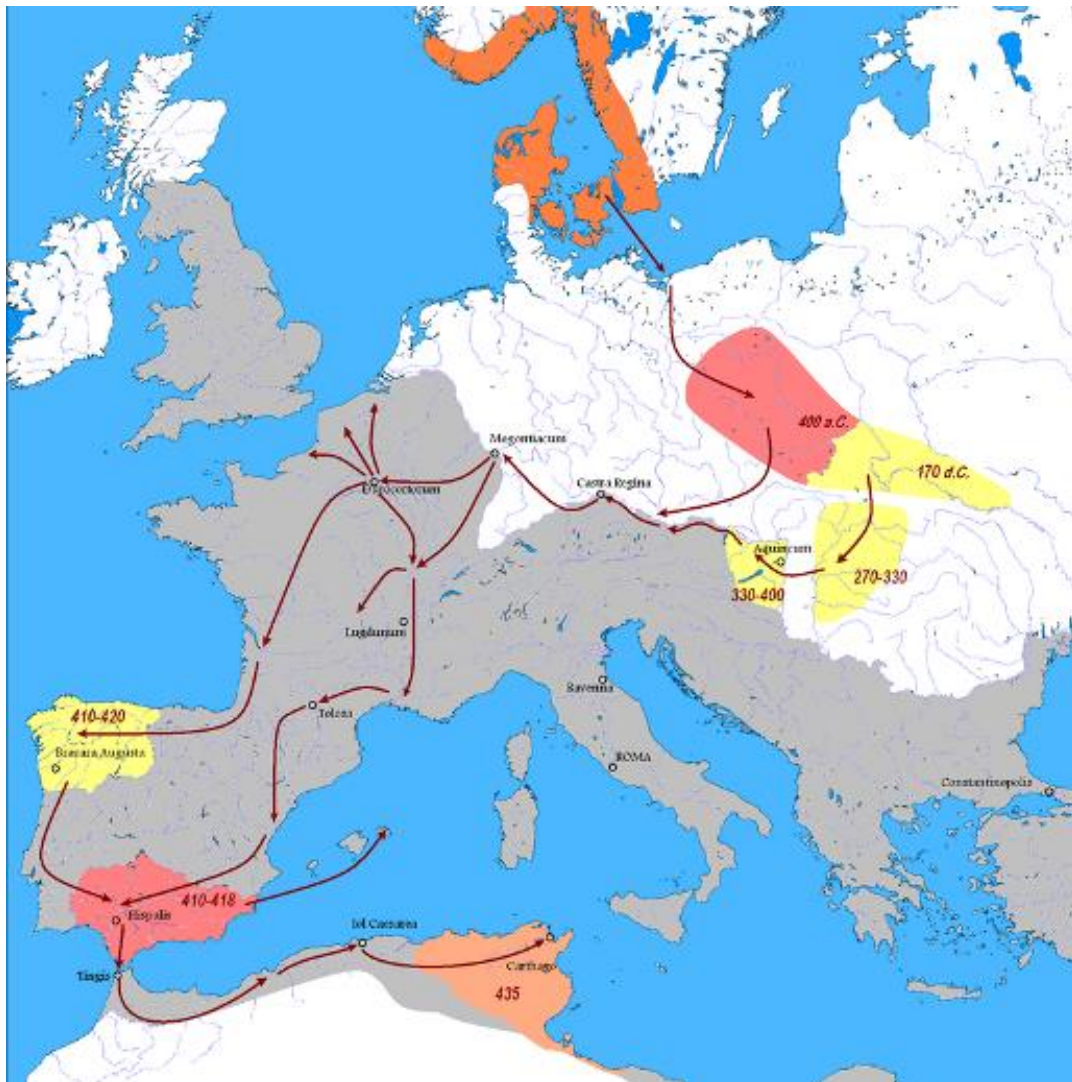 400 a.C.
Mogontiacum
170 d.C.
Castra Regina
Durocortorum
Aquincum
270-330
330-400
Lugdunum
Ravenna
410-420
Tolosa
Bracara Augusta
ROMA
Constantinopolis
410-418
Hispalis
Iol Caesarea
Carthago
Tingis
435